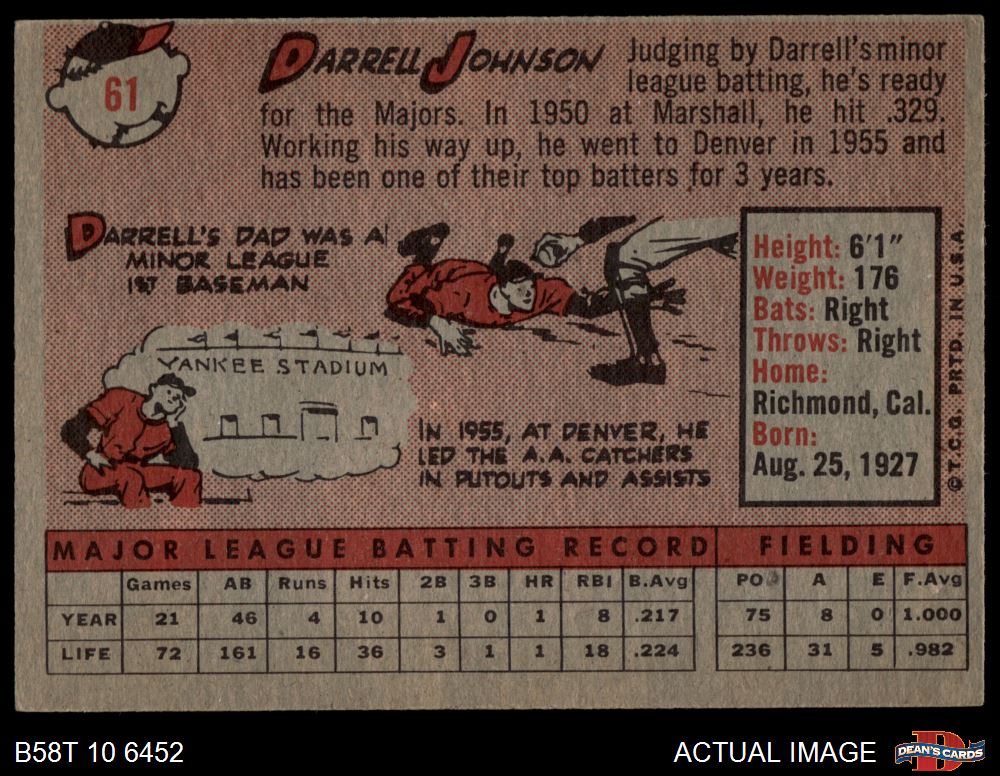 61
DARRELL JOHNSON
Judging by Darrell's minor
league batting, he's ready
for the Majors. In 1950 at Marshall, he hit .329.
Working his way up, he went to Denver in 1955 and
has been one of their top batters for 3 years.
DARRELL'S DAD WAS A
MINOR LEAGUE
1ST BASEMAN
YANKEE STADIUM
IN 1955, AT DENVER, HE
LED THE A.A. CATCHERS
IN PUTOUTS AND ASSISTS
Height: 6'1"
Weight: 176
Bats: Right
Throws: Right
Home:
Richmond, Cal.
Born:
Aug. 25, 1927
© T.C.G. PRTD. IN U.S.A.
MAJOR LEAGUE BATTING RECORD FIELDING
Games AB Runs Hits 2B 3B HR RBI B.Avg PO A E F.Avg
YEAR 21 46 4 10 1 0 1 8 .217 75 8 0 1.000
LIFE 72 161 16 36 3 1 1 18 .224 236 31 5 .982
B58T 10 6452 ACTUAL IMAGE DEAN'S CARDS